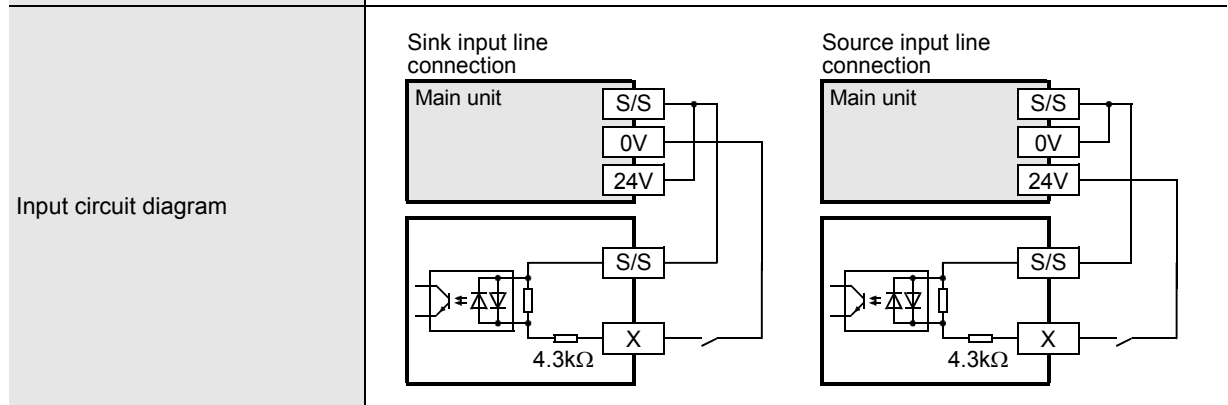 Input circuit diagram
Sink input line
connection
Main unit
S/S
0V
24V
S/S
X
4.3kΩ
Source input line
connection
Main unit
S/S
0V
24V
S/S
X
4.3kΩ